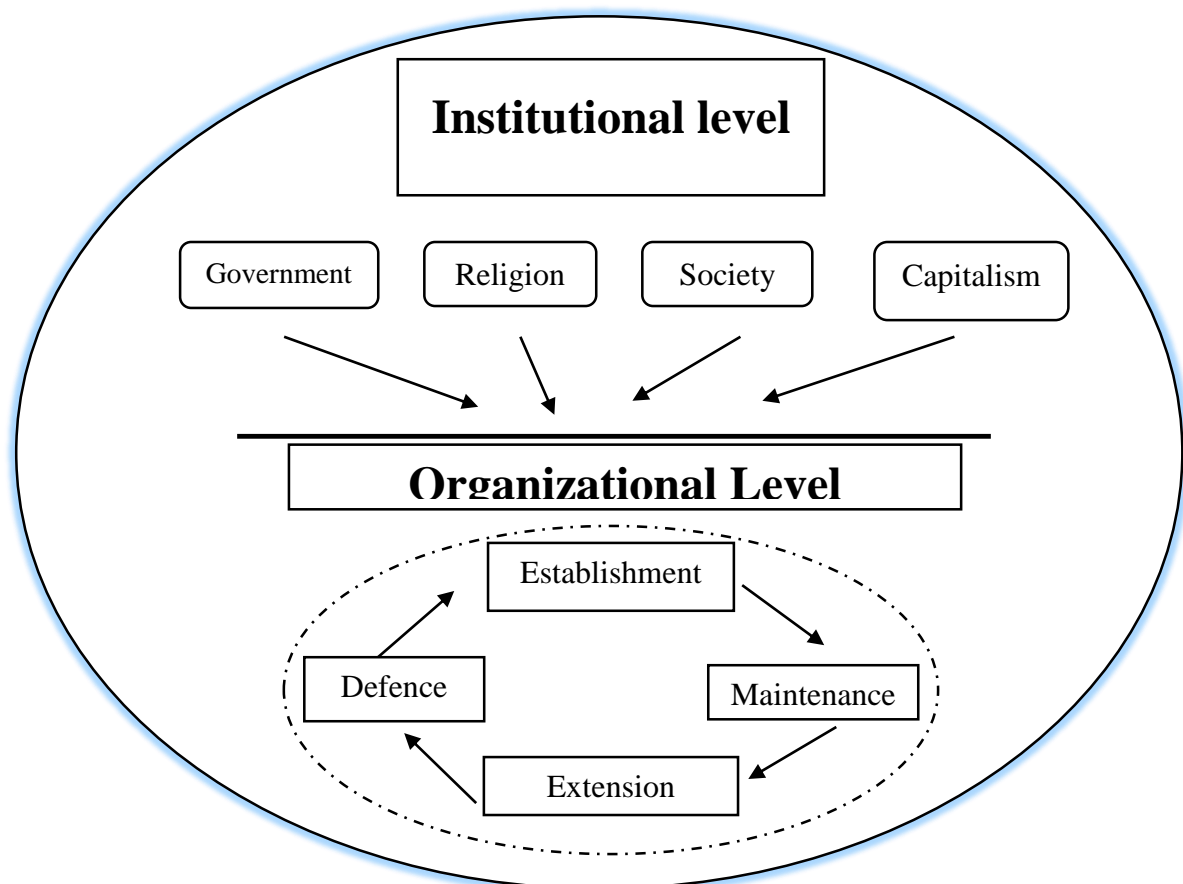 Institutional level
Government
Religion
Society
Capitalism
Organizational Level
Establishment
Defence
Maintenance
Extension